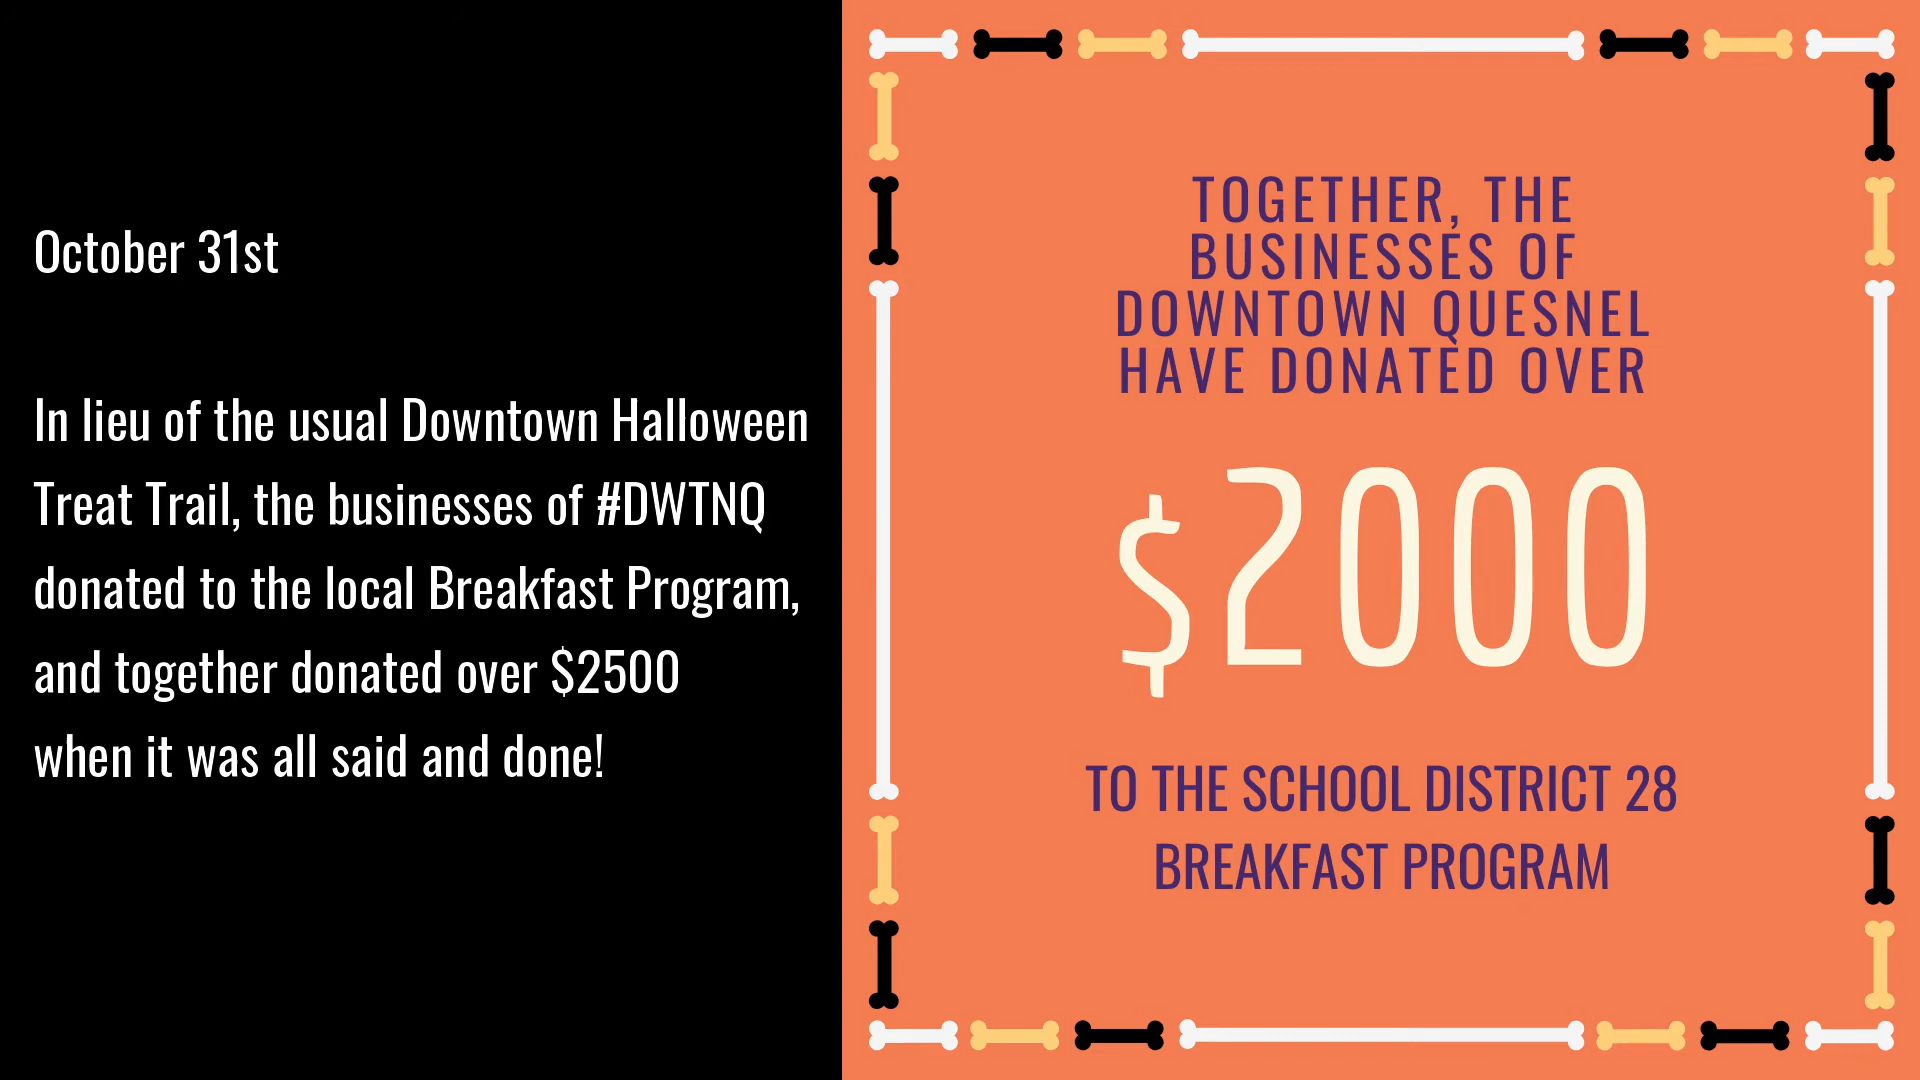 October 31st
In lieu of the usual Downtown Halloween
Treat Trail, the businesses of #DWTNQ
donated to the local Breakfast Program,
and together donated over $2500
when it was all said and done!
TOGETHER, THE
BUSINESSES OF
DOWNTOWN QUESNEL
HAVE DONATED OVER
$2000
TO THE SCHOOL DISTRICT 28
BREAKFAST PROGRAM